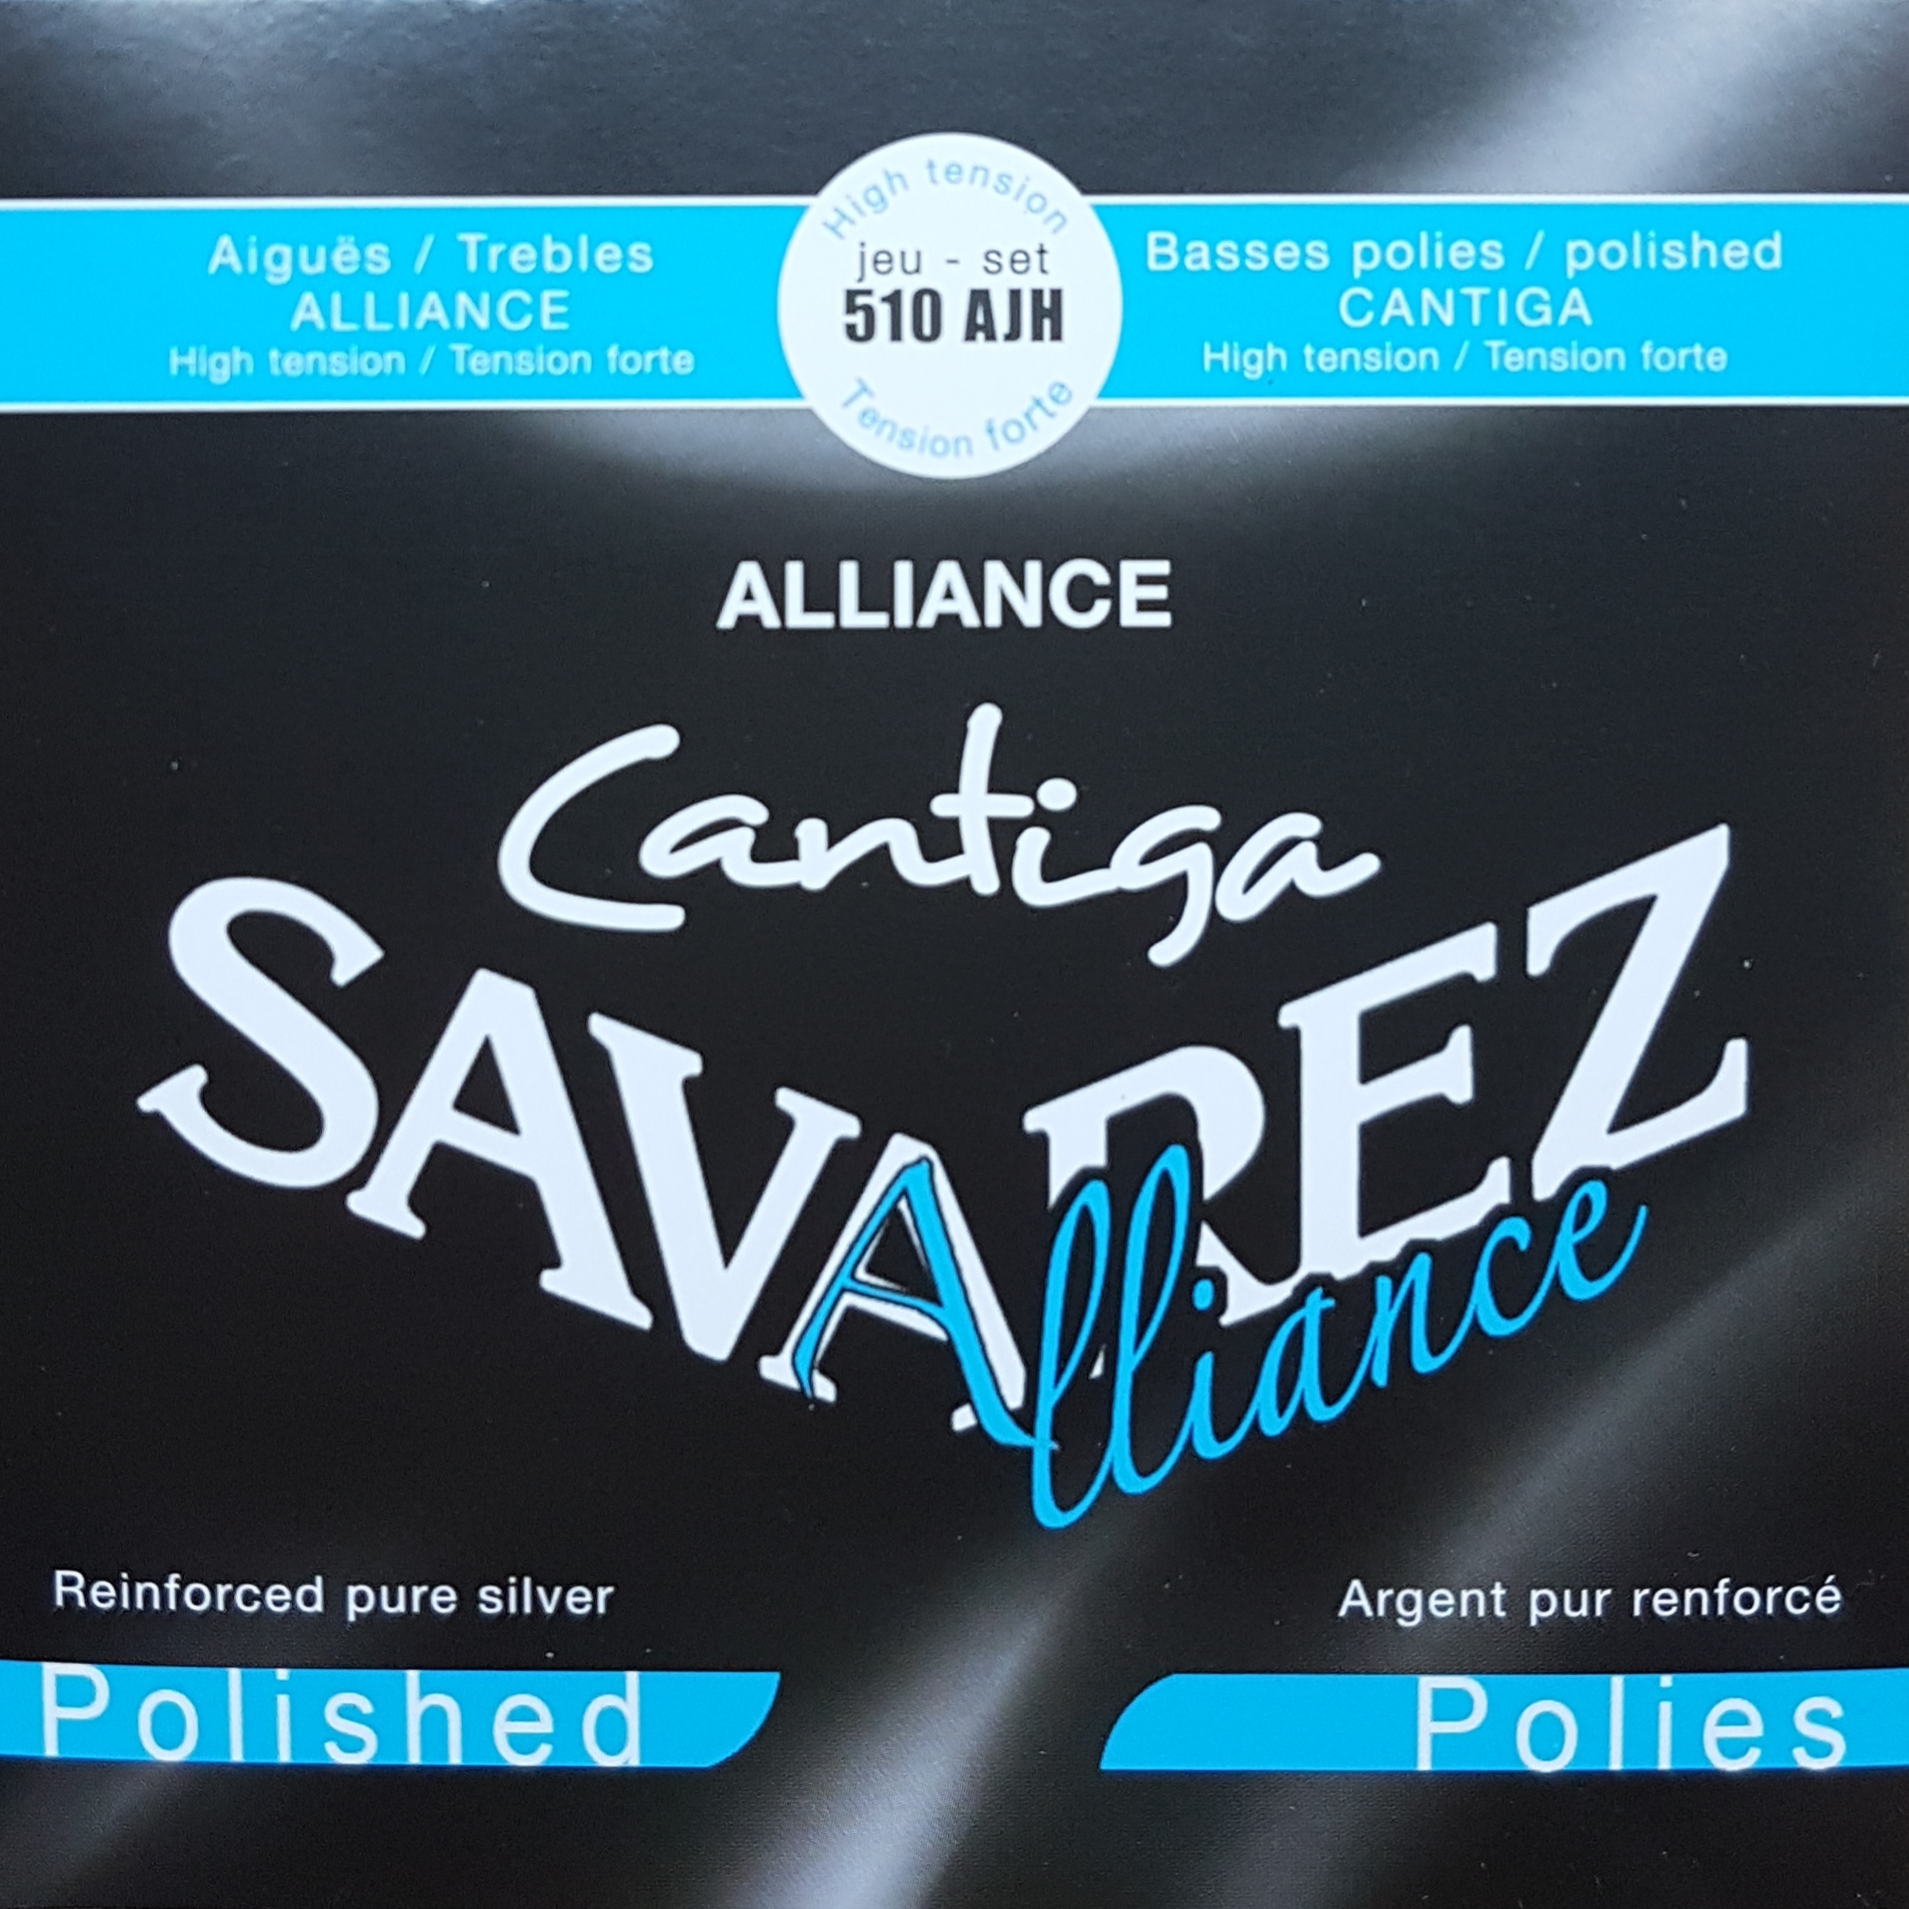 High tension
Aiguës / Trebles
ALLIANCE
High tension / Tension forte
jeu - set
510 AJH
Tension forte
Basses polies / polished
CANTIGA
High tension / Tension forte
ALLIANCE
Cantiga
SAVAREZ
Alliance
Reinforced pure silver
Argent pur renforcé
Polished
Polies